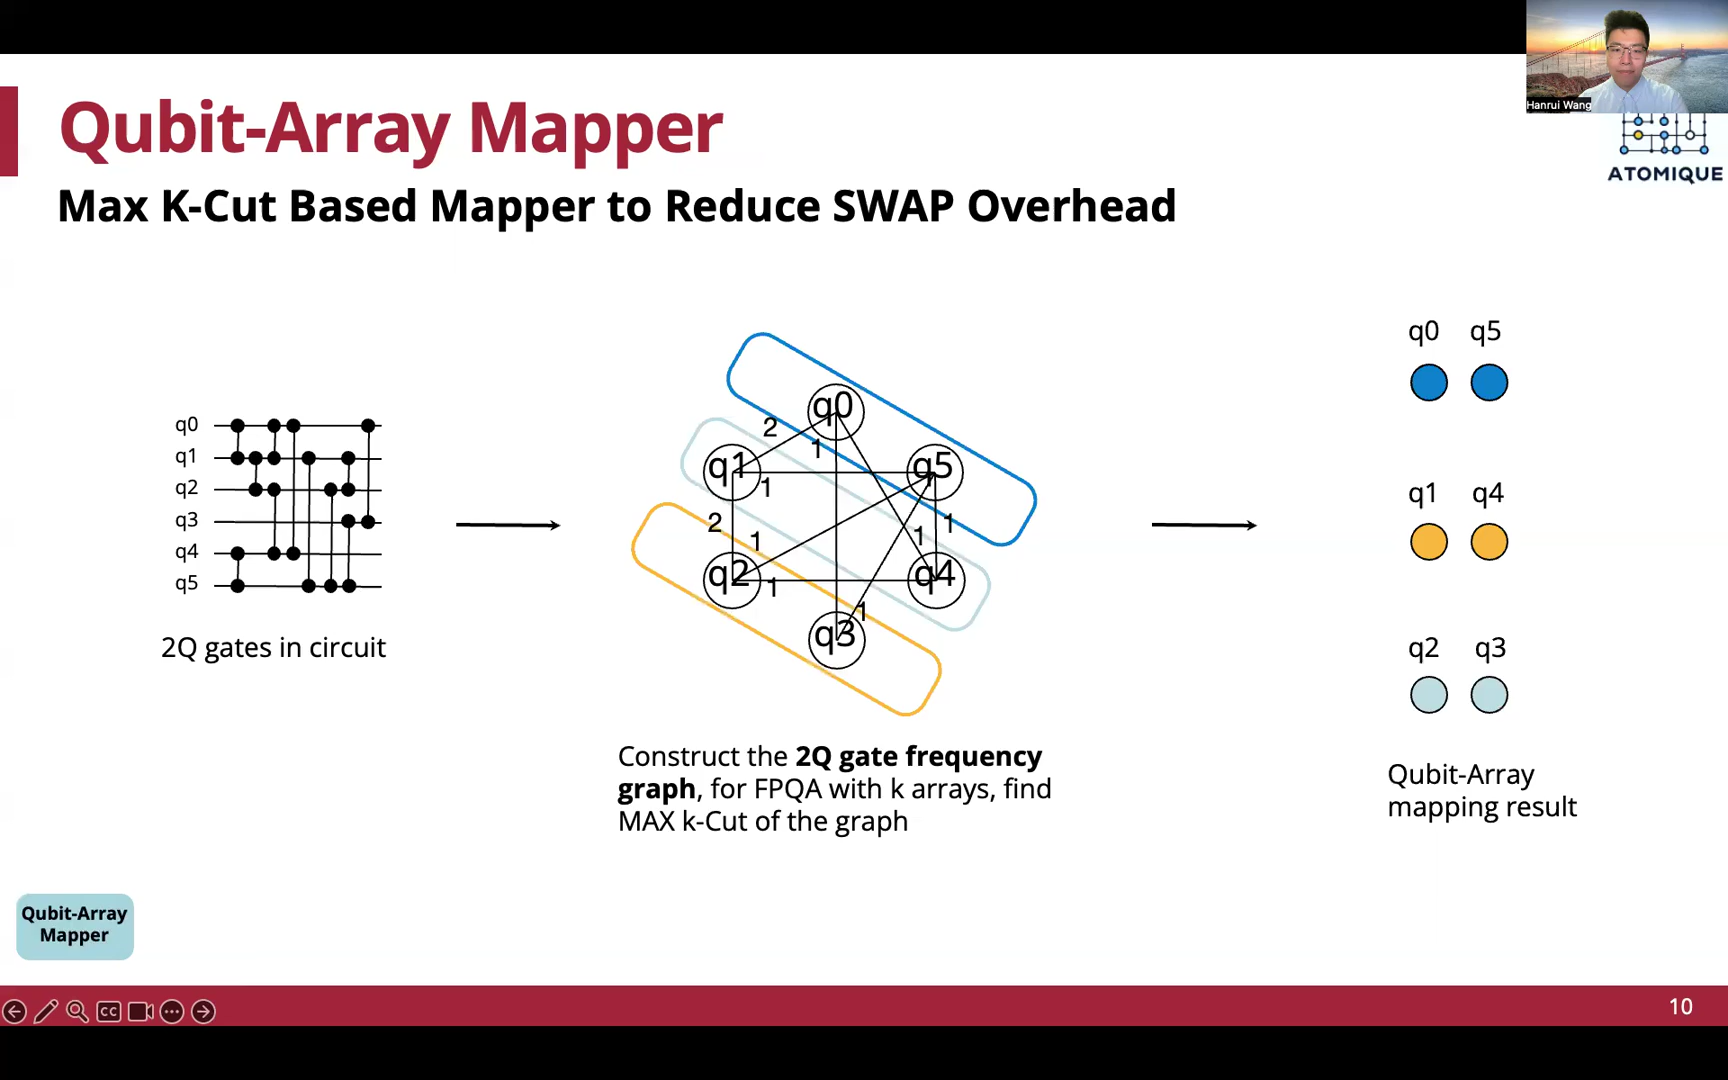 Hanrui Wang
ATOMIQUE
Qubit-Array Mapper
Max K-Cut Based Mapper to Reduce SWAP Overhead
q0
q1
q2
q3
q4
q5
2Q gates in circuit
q0
2
1
q1
q5
1
2
1
1
1
q2
q4
1
1
q3
Construct the 2Q gate frequency
graph, for FPQA with k arrays, find
MAX k-Cut of the graph
q0 q5
q1 q4
q2 q3
Qubit-Array
mapping result
Qubit-Array
Mapper
CC
10